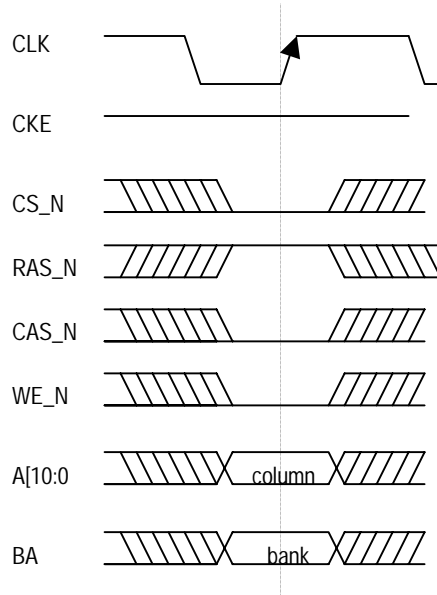 CLK
CKE
CS_N
RAS_N
CAS_N
WE_N
A[10:0
column
BA
bank